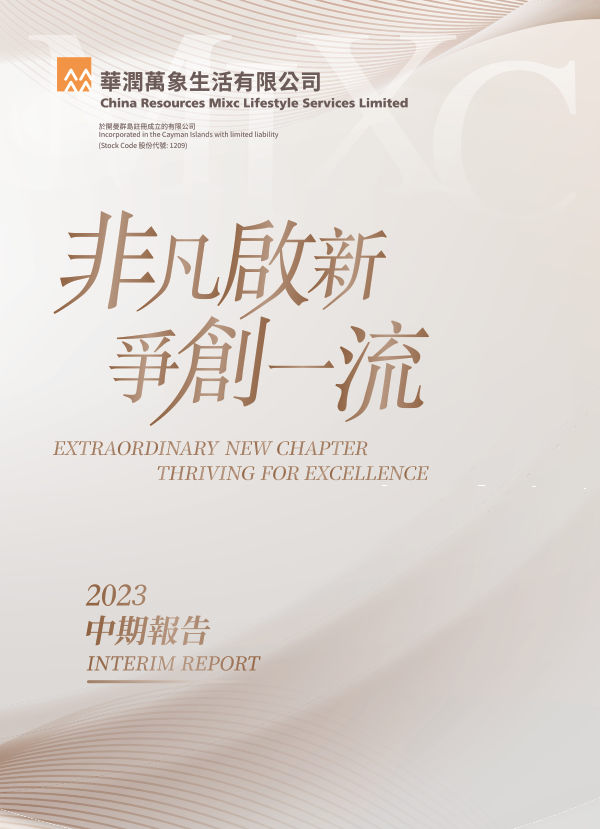 MIXC
華潤萬象生活有限公司
China Resources Mixc Lifestyle Services Limited
於開曼群島註冊成立的有限公司
Incorporated in the Cayman Islands with limited liability
(Stock Code 股份代號: 1209)
非凡啟新
爭創一流
EXTRAORDINARY NEW CHAPTER
THRIVING FOR EXCELLENCE
2023
中期報告
INTERIM REPORT